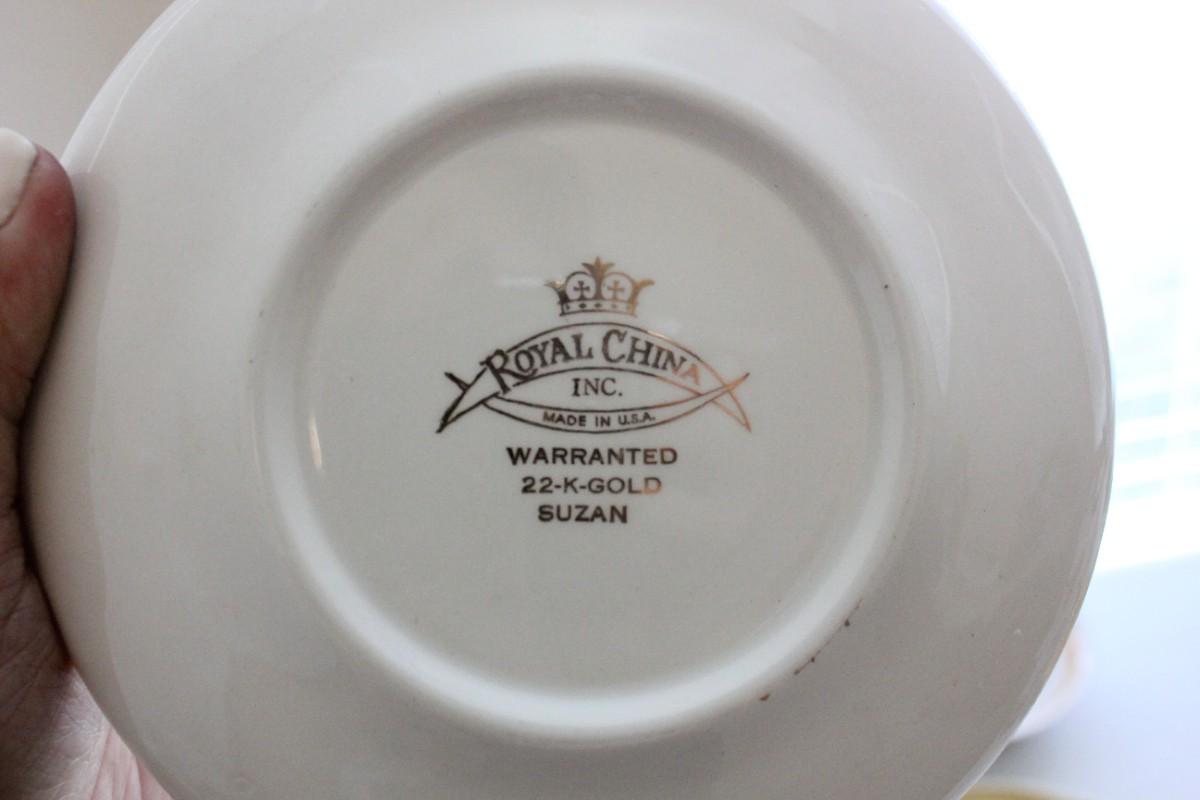 ROYAL CHINA
INC.
MADE IN U.S.A.
WARRANTED
22-K-GOLD
SUZAN